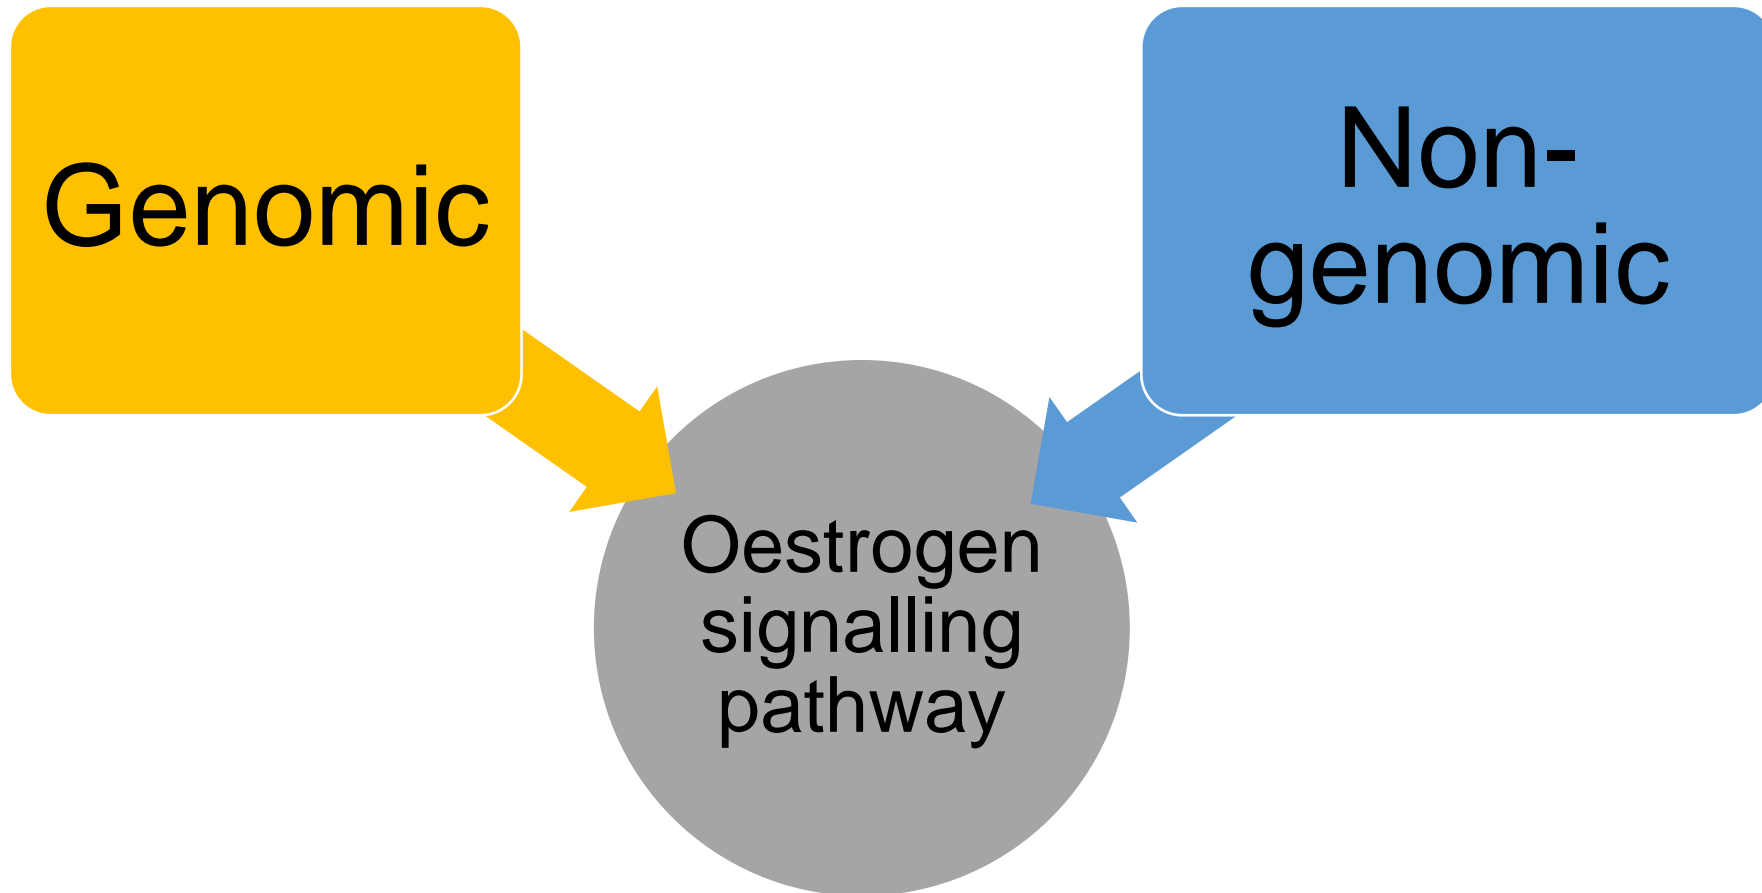 Genomic
Non-
genomic
Oestrogen
signalling
pathway